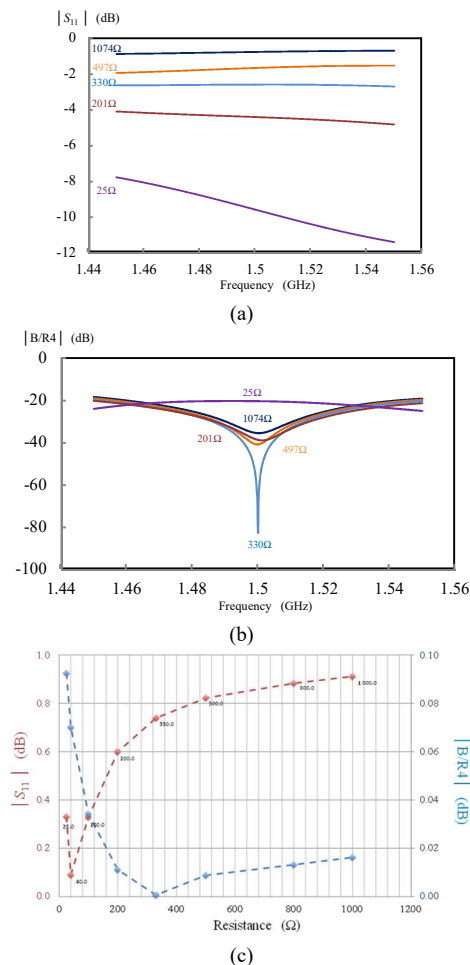 |S11| (dB)
0
1074Ω
-2
497Ω
330Ω
-4
201Ω
-6
-8
25Ω
-10
-12
1.44 1.46 1.48 1.5 1.52 1.54 1.56
Frequency (GHz)
(a)
|B/R4| (dB)
0
-20
25Ω
1074Ω
-40
201Ω
497Ω
-60
-80
330Ω
-100
1.44 1.46 1.48 1.5 1.52 1.54 1.56
Frequency (GHz)
(b)
1.0 0.10
1 000.0
800.0
0.8 0.08
500.0
350.0
0.6 0.06
200.0
|S11| (dB)
|B/R4| (dB)
0.4 0.04
25.0
0.2 0.02
40.0
0.0 0.00
0 200 400 600 800 1000 1200
Resistance (Ω)
(c)